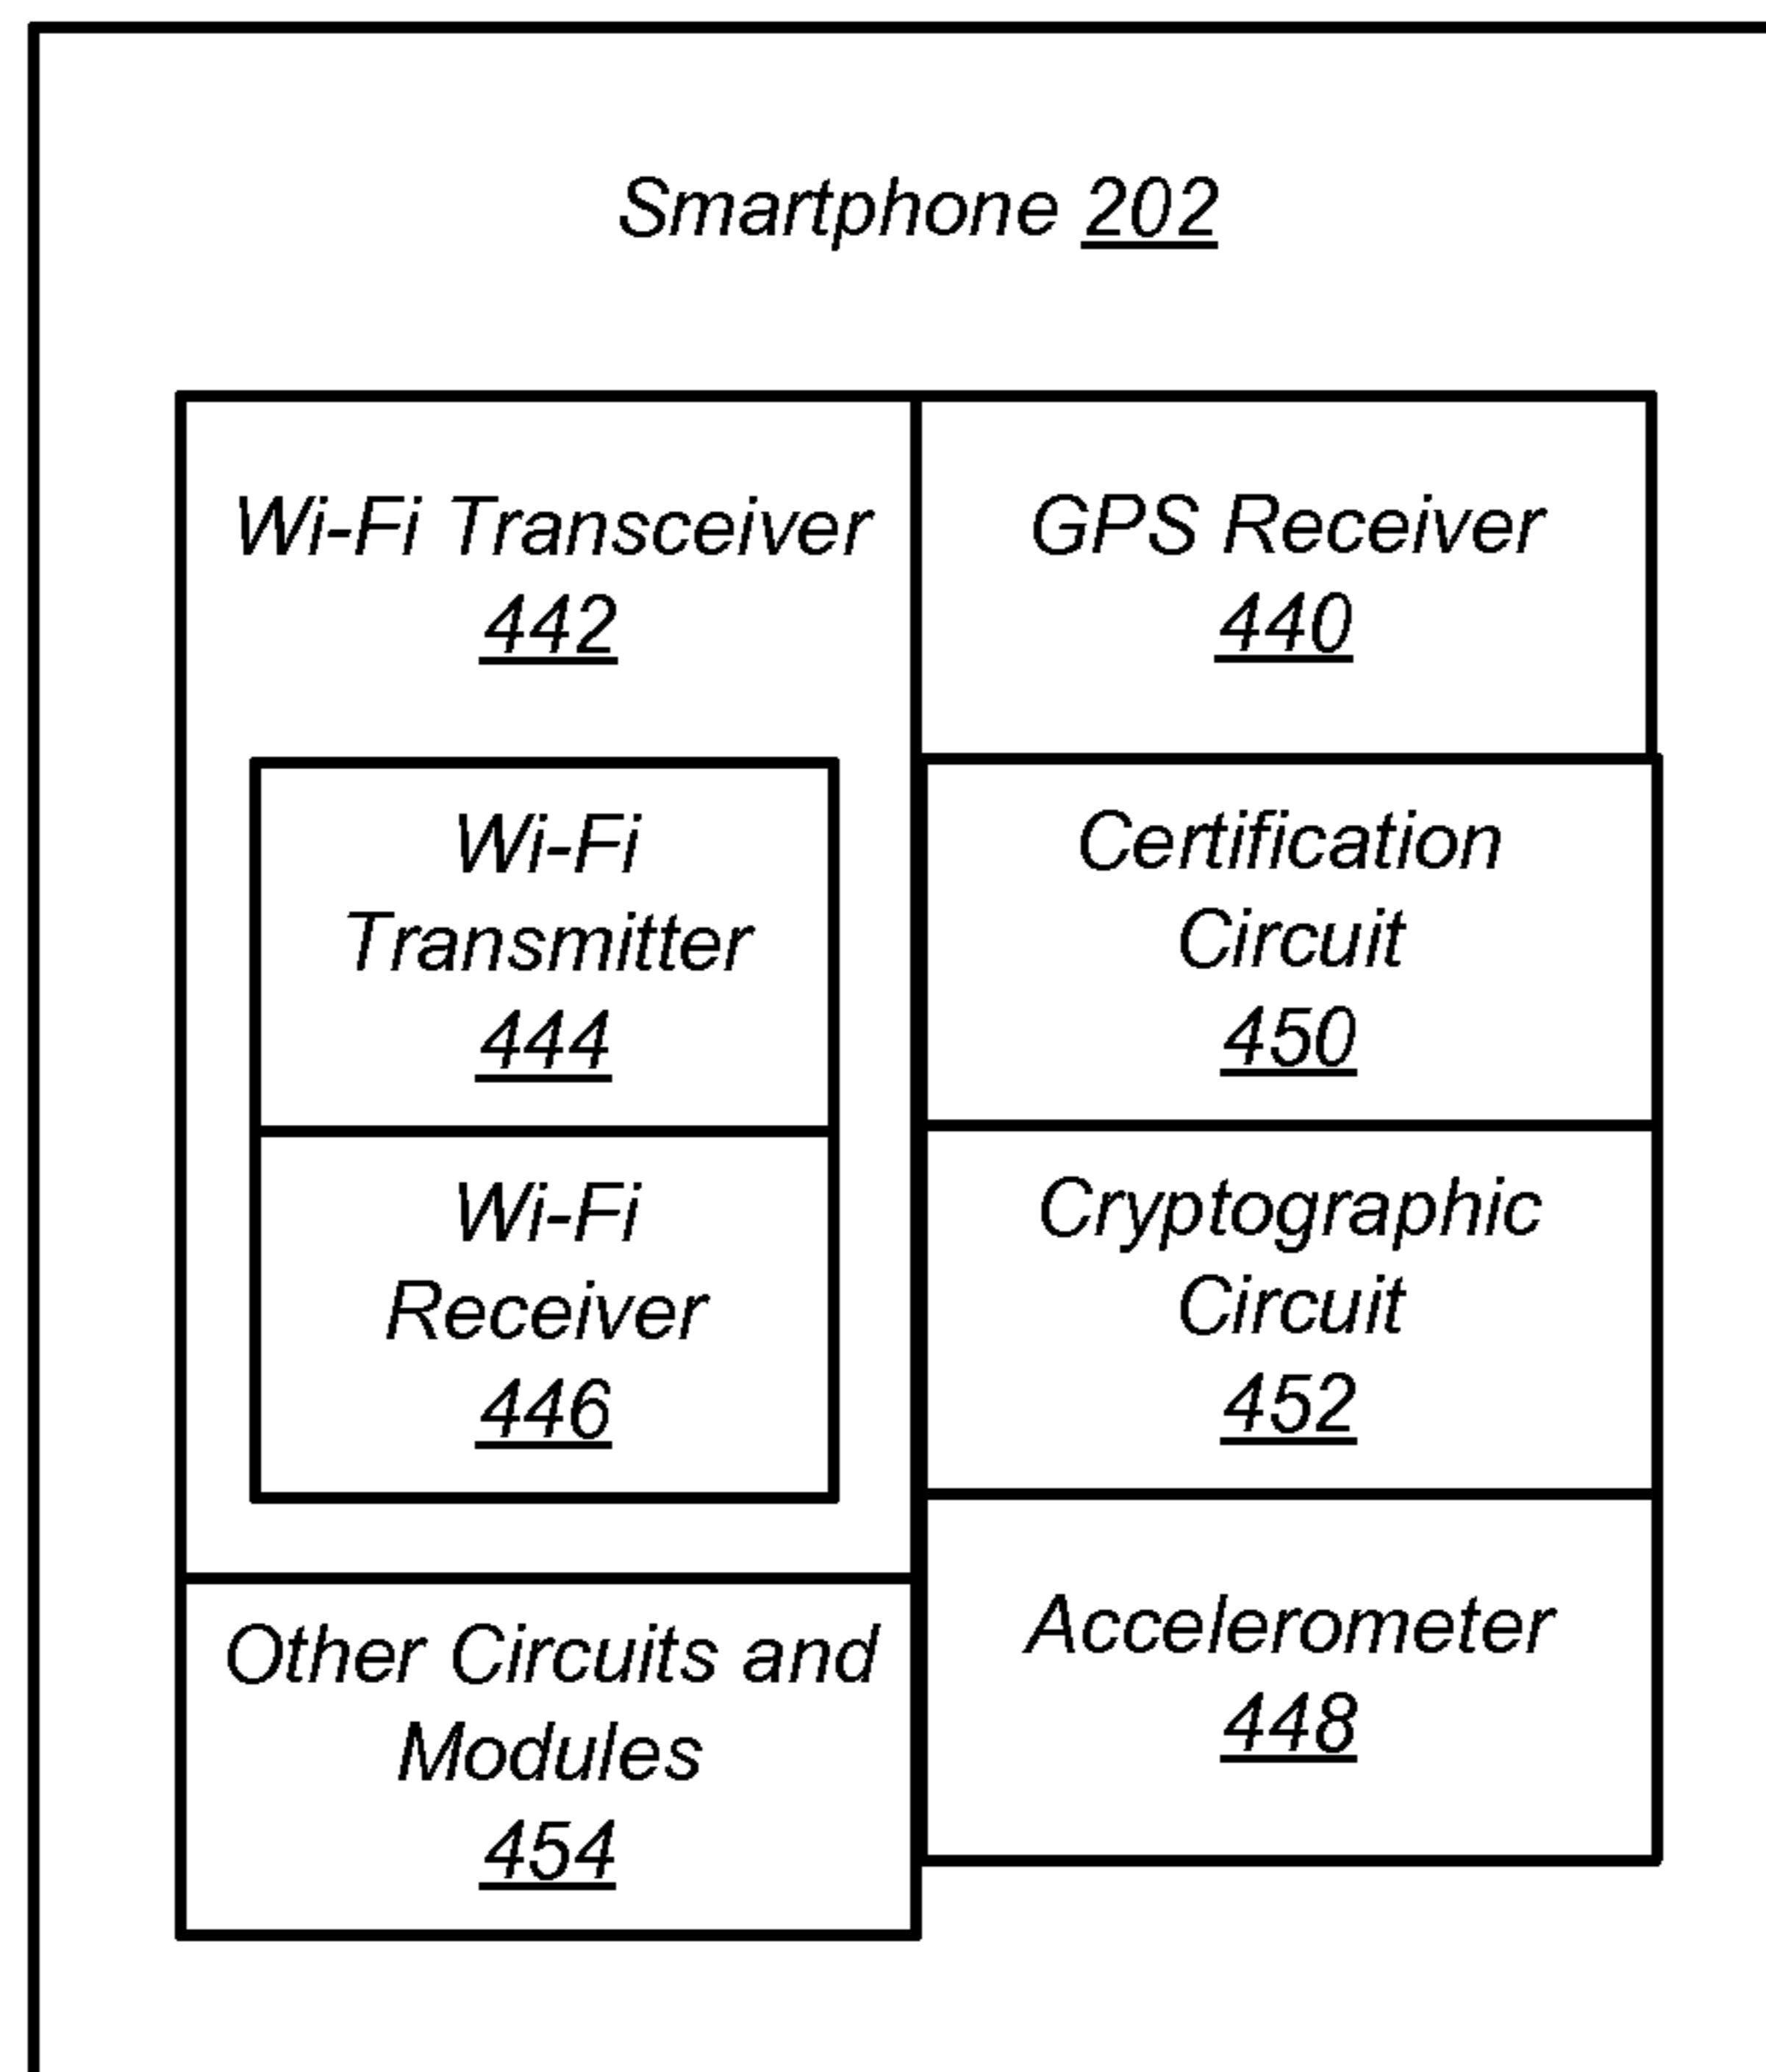 Smartphone 202
Wi-Fi Transceiver
442
Wi-Fi
Transmitter
444
Wi-Fi
Receiver
446
Other Circuits and
Modules
454
GPS Receiver
440
Certification
Circuit
450
Cryptographic
Circuit
452
Accelerometer
448